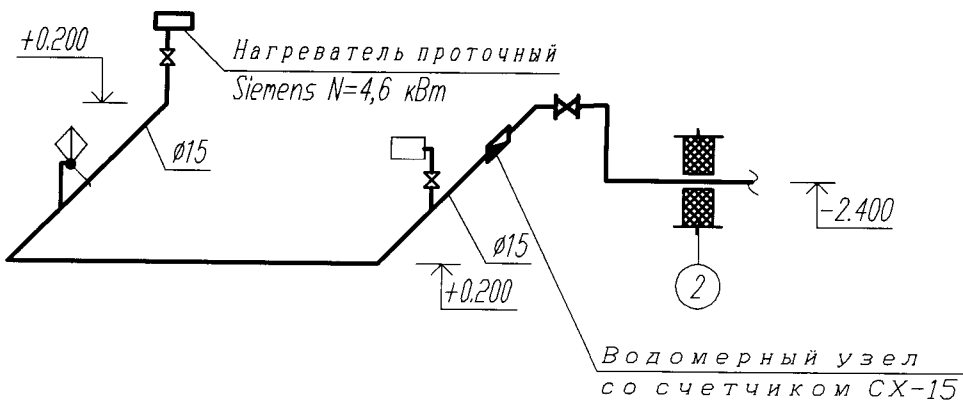 +0.200
Нагреватель проточный
Siemens N=4,6 кВт
ø15
ø15
-2.400
+0.200
2
Водомерный узел
со счетчиком СХ-15